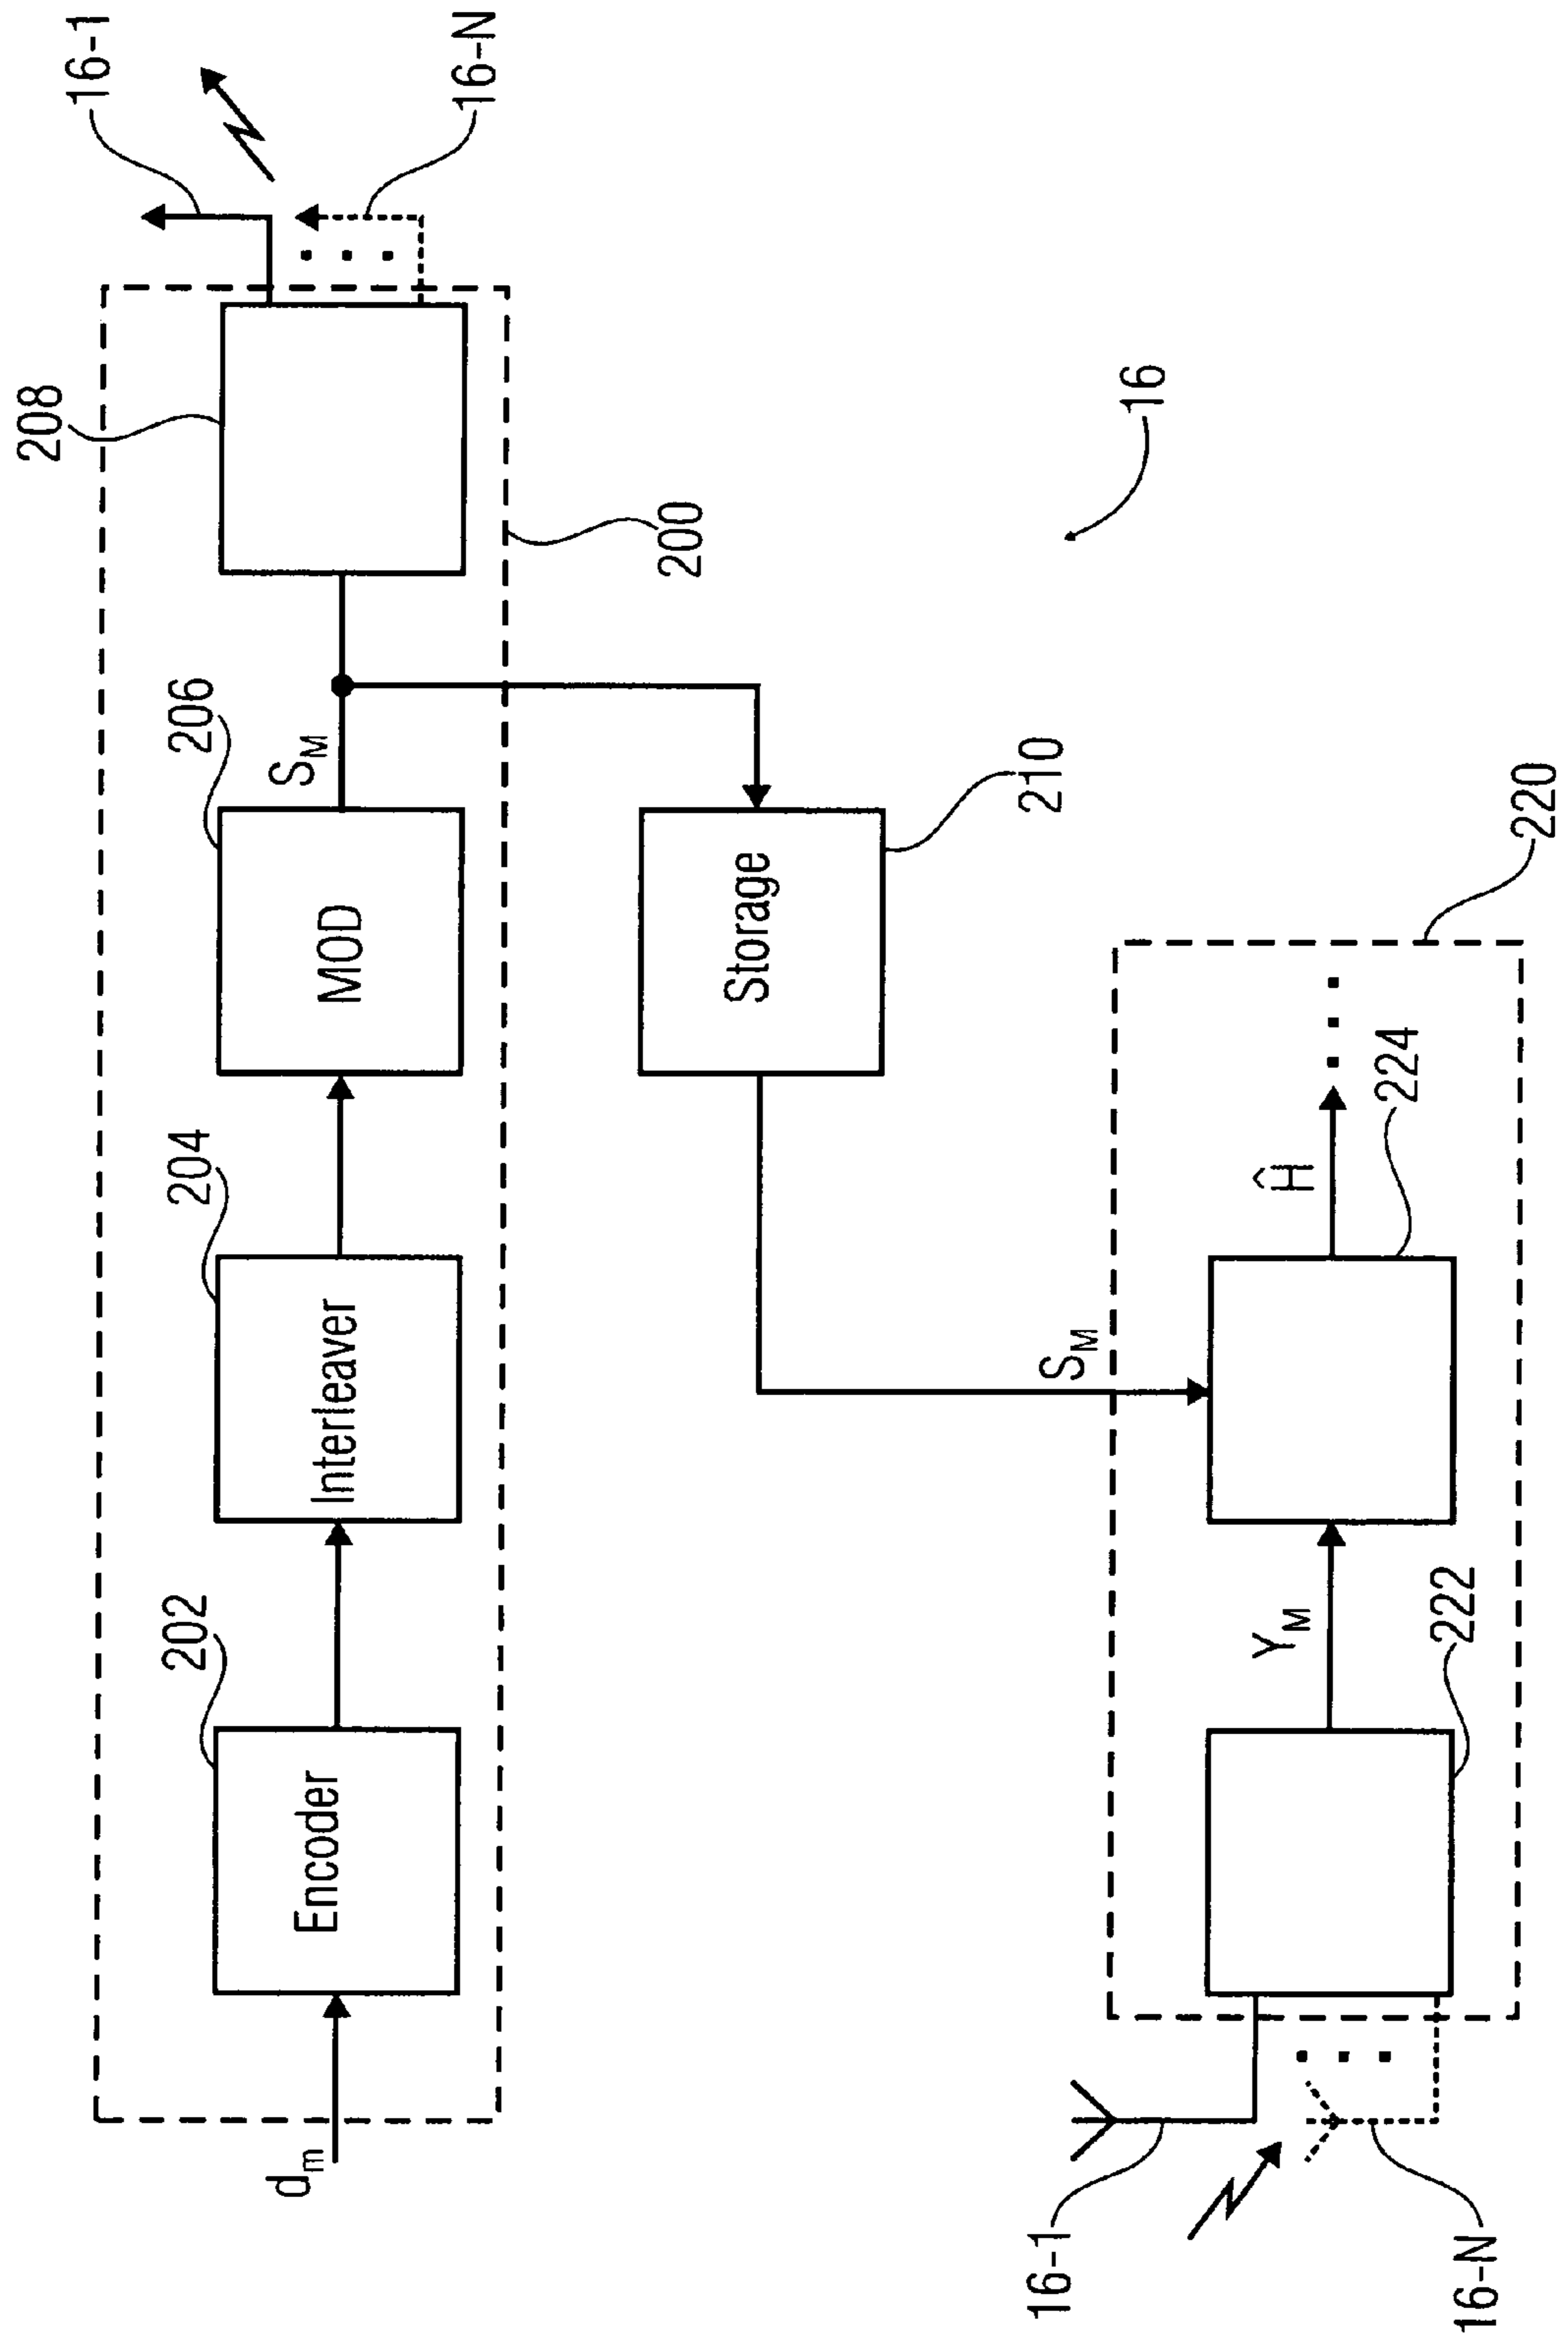 208
16-1
206
204
202
S_M
16-N
d_m
Encoder
Interleaver
MOD
200
Storage
210
16
S_M
16-1
Y_M
Ĥ
224
222
16-N
220